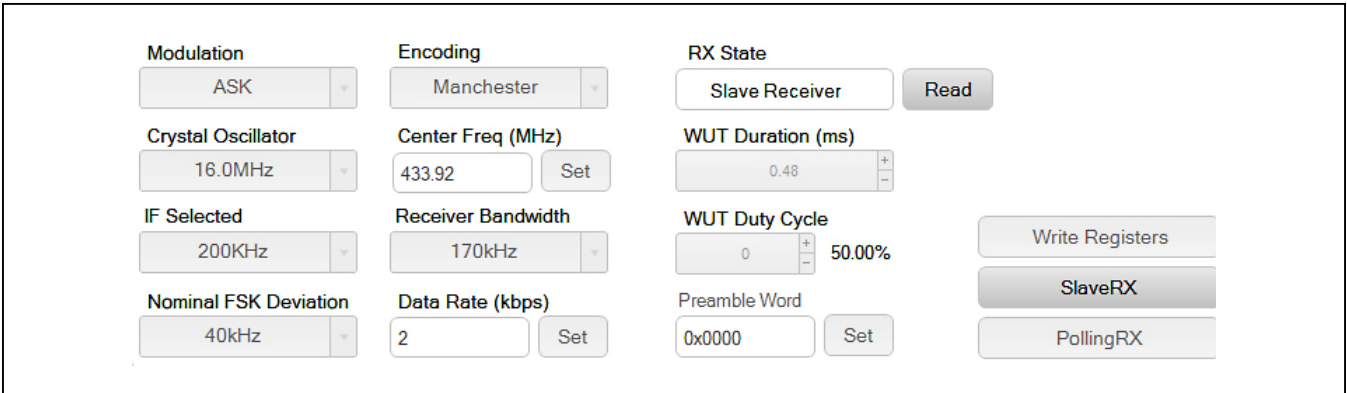 Modulation
Encoding
RX State
ASK
Manchester
Slave Receiver
Read
Crystal Oscillator
Center Freq (MHz)
WUT Duration (ms)
16.0MHz
433.92
Set
0.48
+
−
IF Selected
Receiver Bandwidth
WUT Duty Cycle
200KHz
170kHz
0
+
−
50.00%
Write Registers
SlaveRX
Nominal FSK Deviation
Data Rate (kbps)
Preamble Word
40kHz
2
Set
0x0000
Set
PollingRX